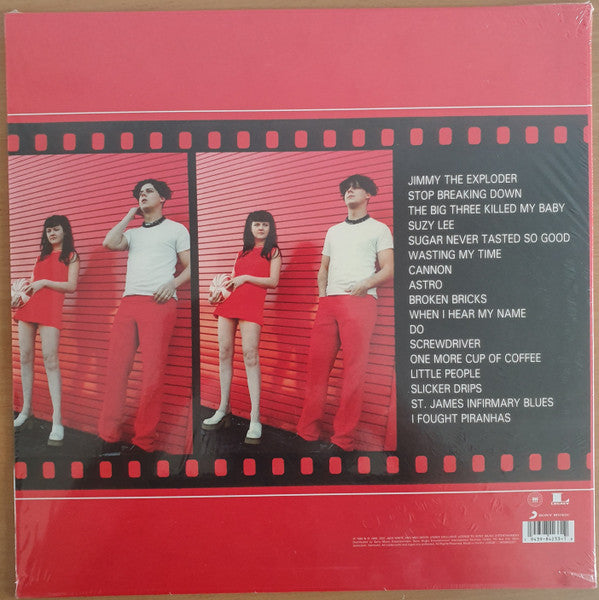 JIMMY THE EXPLODER
STOP BREAKING DOWN
THE BIG THREE KILLED MY BABY
SUZY LEE
SUGAR NEVER TASTED SO GOOD
WASTING MY TIME
CANNON
ASTRO
BROKEN BRICKS
WHEN I HEAR MY NAME
DO
SCREWDRIVER
ONE MORE CUP OF COFFEE
LITTLE PEOPLE
SLICKER DRIPS
ST. JAMES INFIRMARY BLUES
I FOUGHT PIRANHAS
SONY MUSIC